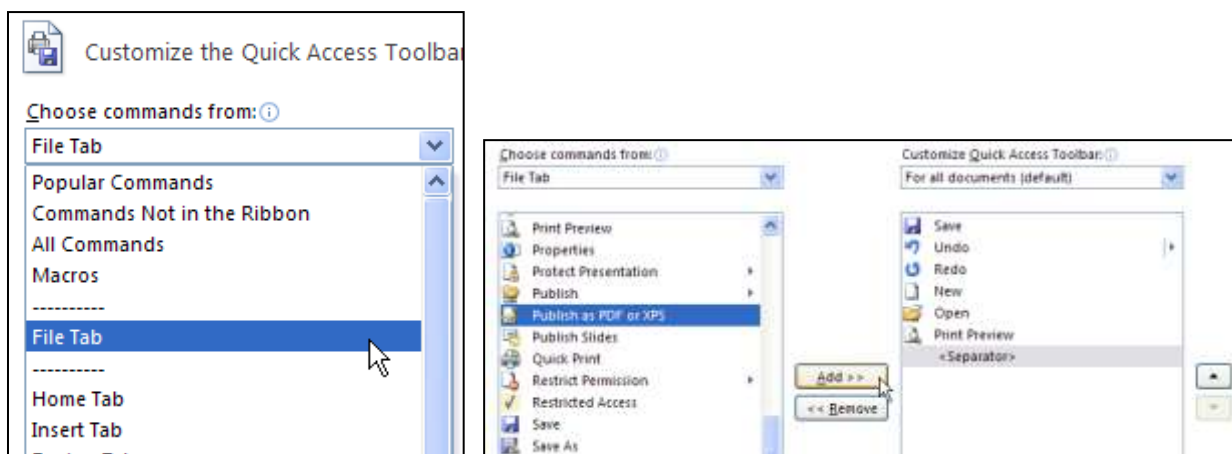 Customize the Quick Access Toolba
Choose commands from:
File Tab
Popular Commands
Commands Not in the Ribbon
All Commands
Macros
----------
File Tab
----------
Home Tab
Insert Tab
Choose commands from:
File Tab
Print Preview
Properties
Protect Presentation
Publish
Publish as PDF or XPS
Publish Slides
Quick Print
Restrict Permission
Restricted Access
Save
Save As
Add >>
<< Remove
Customize Quick Access Toolbar:
For all documents (default)
Save
Undo
Redo
New
Open
Print Preview
<Separator>